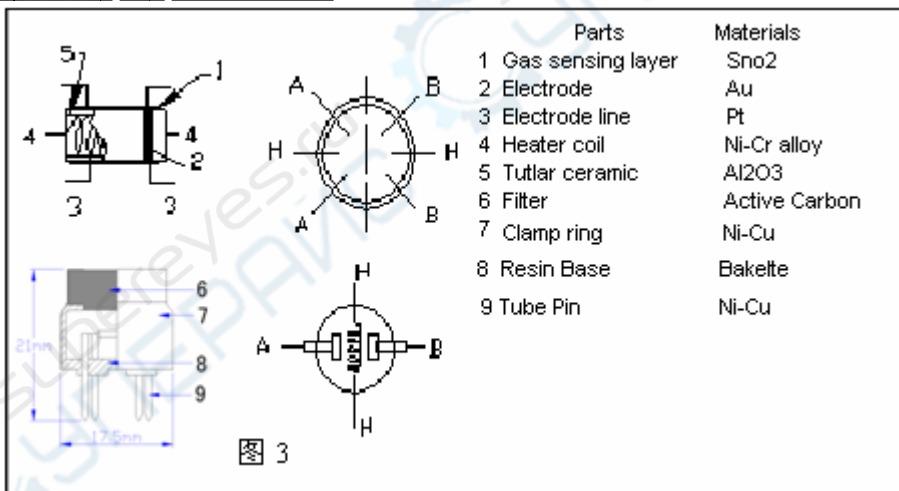 Parts Materials
1 Gas sensing layer Sno2
2 Electrode Au
3 Electrode line Pt
4 Heater coil Ni-Cr alloy
5 Tutlar ceramic Al2O3
6 Filter Active Carbon
7 Clamp ring Ni-Cu
8 Resin Base Bakelte
9 Tube Pin Ni-Cu
5
1
4 4
2
3 3
A B
H H
A B
6
7
8
9
21mm
17.5mm
H
A B
H
图 3
supereyes.ru
СУПЕРАЙС